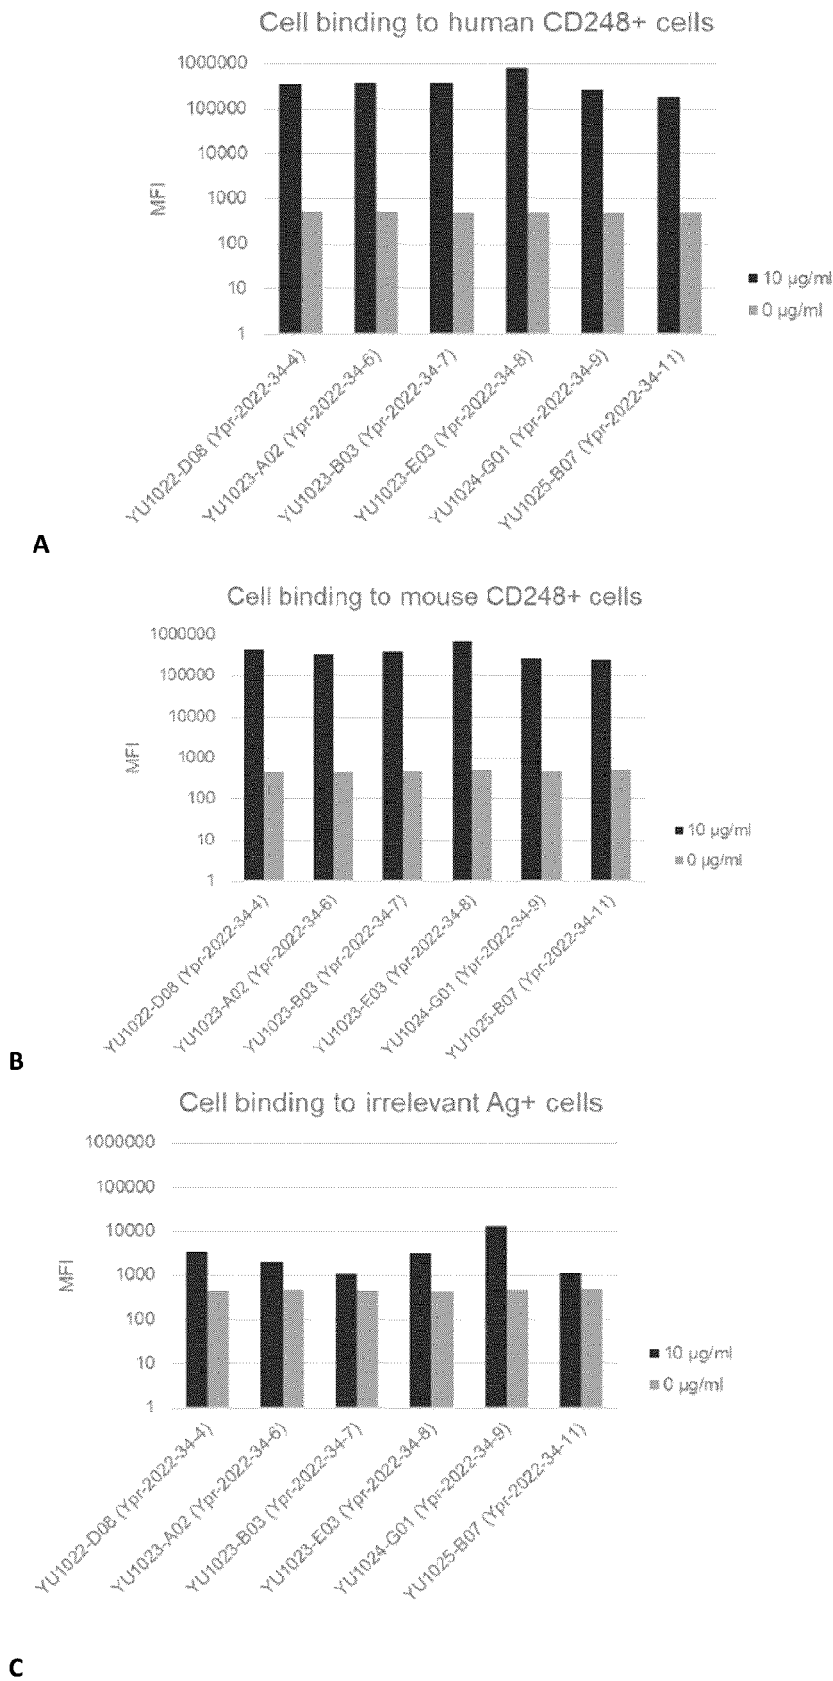 Cell binding to human CD248+ cells
1000000
100000
10000
1000
100
10
1
MFI
10 µg/ml
0 µg/ml
YU1022-D08 (Ypr-2022-34-4)
YU1023-A02 (Ypr-2022-34-6)
YU1023-B03 (Ypr-2022-34-7)
YU1023-E03 (Ypr-2022-34-8)
YU1024-G01 (Ypr-2022-34-9)
YU1025-B07 (Ypr-2022-34-11)
A
Cell binding to mouse CD248+ cells
1000000
100000
10000
1000
100
10
1
MFI
10 µg/ml
0 µg/ml
YU1022-D08 (Ypr-2022-34-4)
YU1023-A02 (Ypr-2022-34-6)
YU1023-B03 (Ypr-2022-34-7)
YU1023-E03 (Ypr-2022-34-8)
YU1024-G01 (Ypr-2022-34-9)
YU1025-B07 (Ypr-2022-34-11)
B
Cell binding to irrelevant Ag+ cells
1000000
100000
10000
1000
100
10
1
MFI
10 µg/ml
0 µg/ml
YU1022-D08 (Ypr-2022-34-4)
YU1023-A02 (Ypr-2022-34-6)
YU1023-B03 (Ypr-2022-34-7)
YU1023-E03 (Ypr-2022-34-8)
YU1024-G01 (Ypr-2022-34-9)
YU1025-B07 (Ypr-2022-34-11)
C